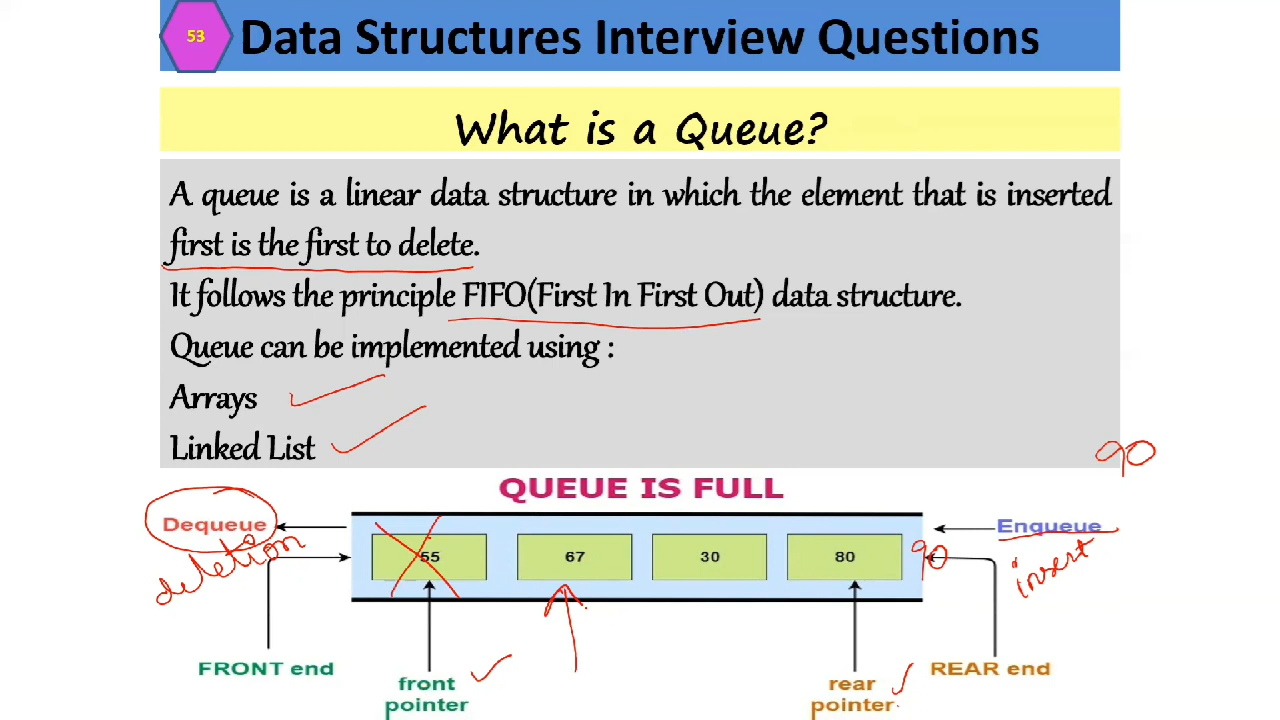 53
Data Structures Interview Questions
What is a Queue?
A queue is a linear data structure in which the element that is inserted
first is the first to delete.
It follows the principle FIFO(First In First Out) data structure.
Queue can be implemented using :
Arrays
Linked List
90
QUEUE IS FULL
Dequeue
Enqueue
deletion
55
67
30
80
90
insert
FRONT end
REAR end
front
pointer
rear
pointer